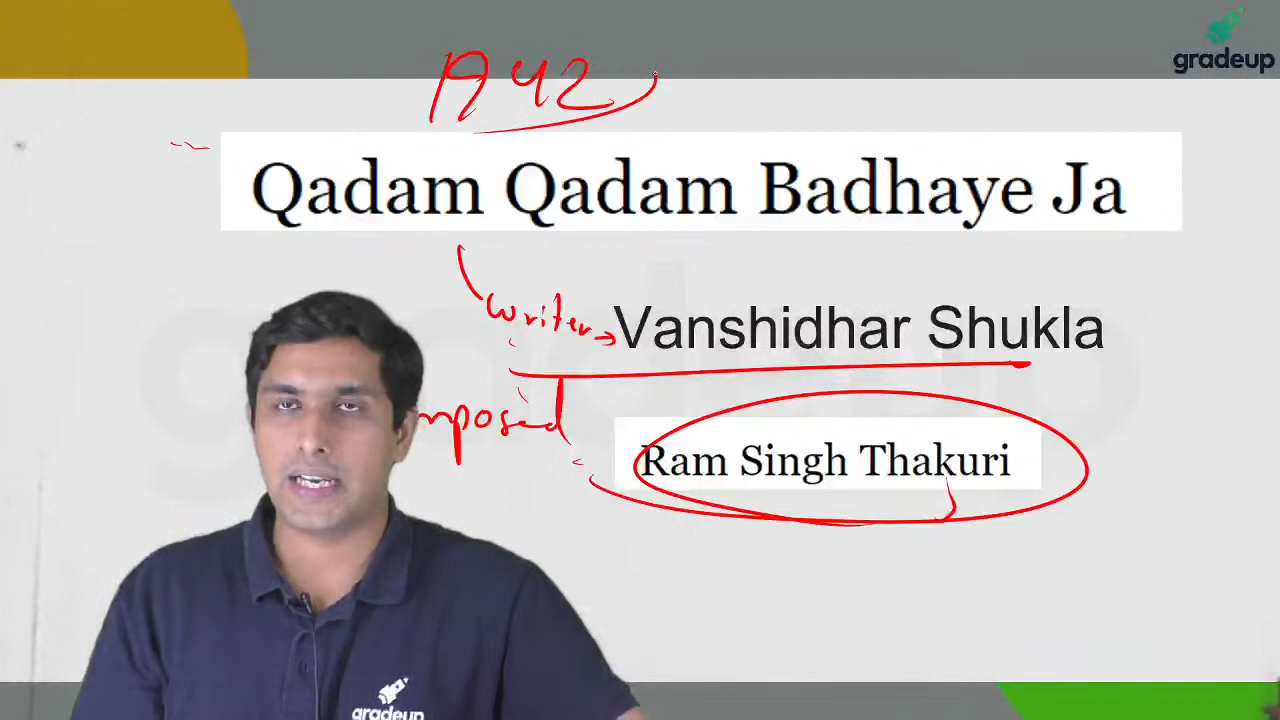 gradeup
1942
Qadam Qadam Badhaye Ja
writer
Vanshidhar Shukla
mposed
Ram Singh Thakuri
gradeup